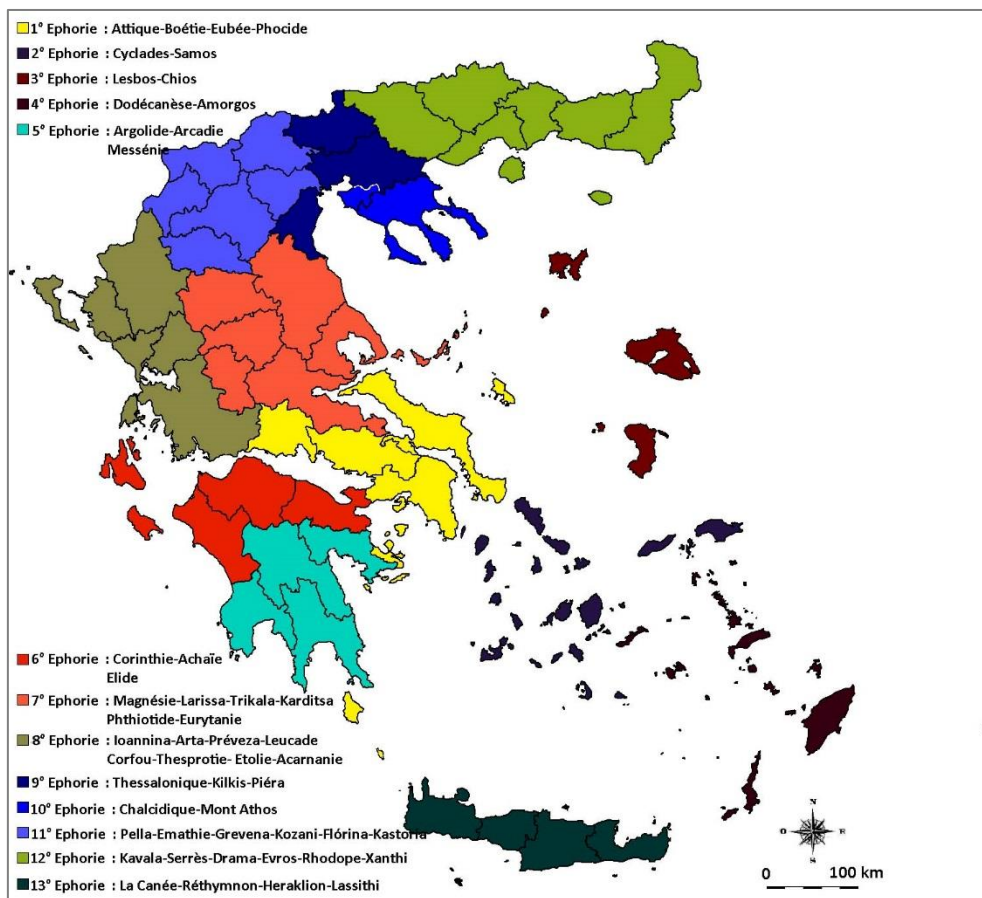 1° Ephorie : Attique-Boétie-Eubée-Phocide
2° Ephorie : Cyclades-Samos
3° Ephorie : Lesbos-Chios
4° Ephorie : Dodécanèse-Amorgos
5° Ephorie : Argolide-Arcadie
Messénie
6° Ephorie : Corinthie-Achaïe
Elide
7° Ephorie : Magnésie-Larissa-Trikala-Karditsa
Phthiotide-Eurytanie
8° Ephorie : Ioannina-Arta-Préveza-Leucade
Corfou-Thesprotie- Etolie-Acarnanie
9° Ephorie : Thessalonique-Kilkis-Piéra
10° Ephorie : Chalcidique-Mont Athos
11° Ephorie : Pella-Emathie-Grevena-Kozani-Flórina-Kastoria
12° Ephorie : Kavala-Serrès-Drama-Evros-Rhodope-Xanthi
13° Ephorie : La Canée-Réthymnon-Heraklion-Lassithi
N
O E
S
0 100 km